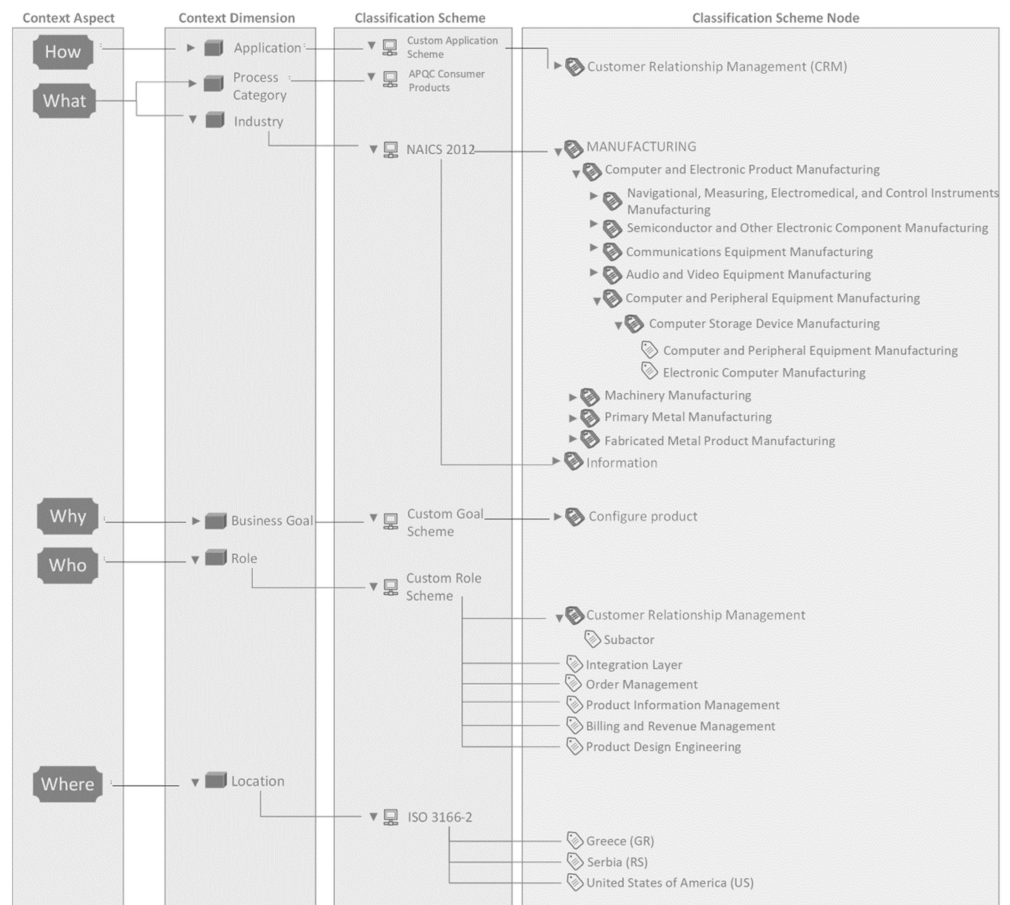 Context Aspect
Context Dimension
Classification Scheme
Classification Scheme Node
How
Application
Custom Application
Scheme
Customer Relationship Management (CRM)
What
Process
Category
APQC Consumer
Products
Industry
NAICS 2012
MANUFACTURING
Computer and Electronic Product Manufacturing
Navigational, Measuring, Electromedical, and Control Instruments
Manufacturing
Semiconductor and Other Electronic Component Manufacturing
Communications Equipment Manufacturing
Audio and Video Equipment Manufacturing
Computer and Peripheral Equipment Manufacturing
Computer Storage Device Manufacturing
Computer and Peripheral Equipment Manufacturing
Electronic Computer Manufacturing
Machinery Manufacturing
Primary Metal Manufacturing
Fabricated Metal Product Manufacturing
Information
Why
Business Goal
Custom Goal
Scheme
Configure product
Who
Role
Custom Role
Scheme
Customer Relationship Management
Subactor
Integration Layer
Order Management
Product Information Management
Billing and Revenue Management
Product Design Engineering
Where
Location
ISO 3166-2
Greece (GR)
Serbia (RS)
United States of America (US)